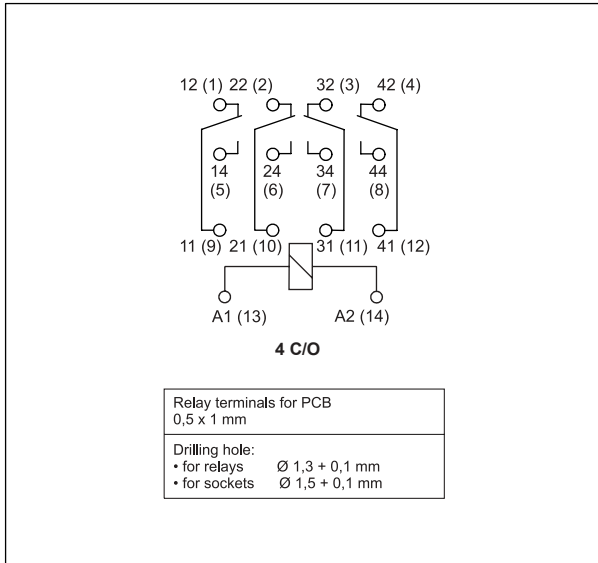 12 (1) 22 (2) 32 (3) 42 (4)
14 24 34 44
(5) (6) (7) (8)
11 (9) 21 (10) 31 (11) 41 (12)
A1 (13) A2 (14)
4 C/O
Relay terminals for PCB
0,5 x 1 mm
Drilling hole:
• for relays Ø 1,3 + 0,1 mm
• for sockets Ø 1,5 + 0,1 mm